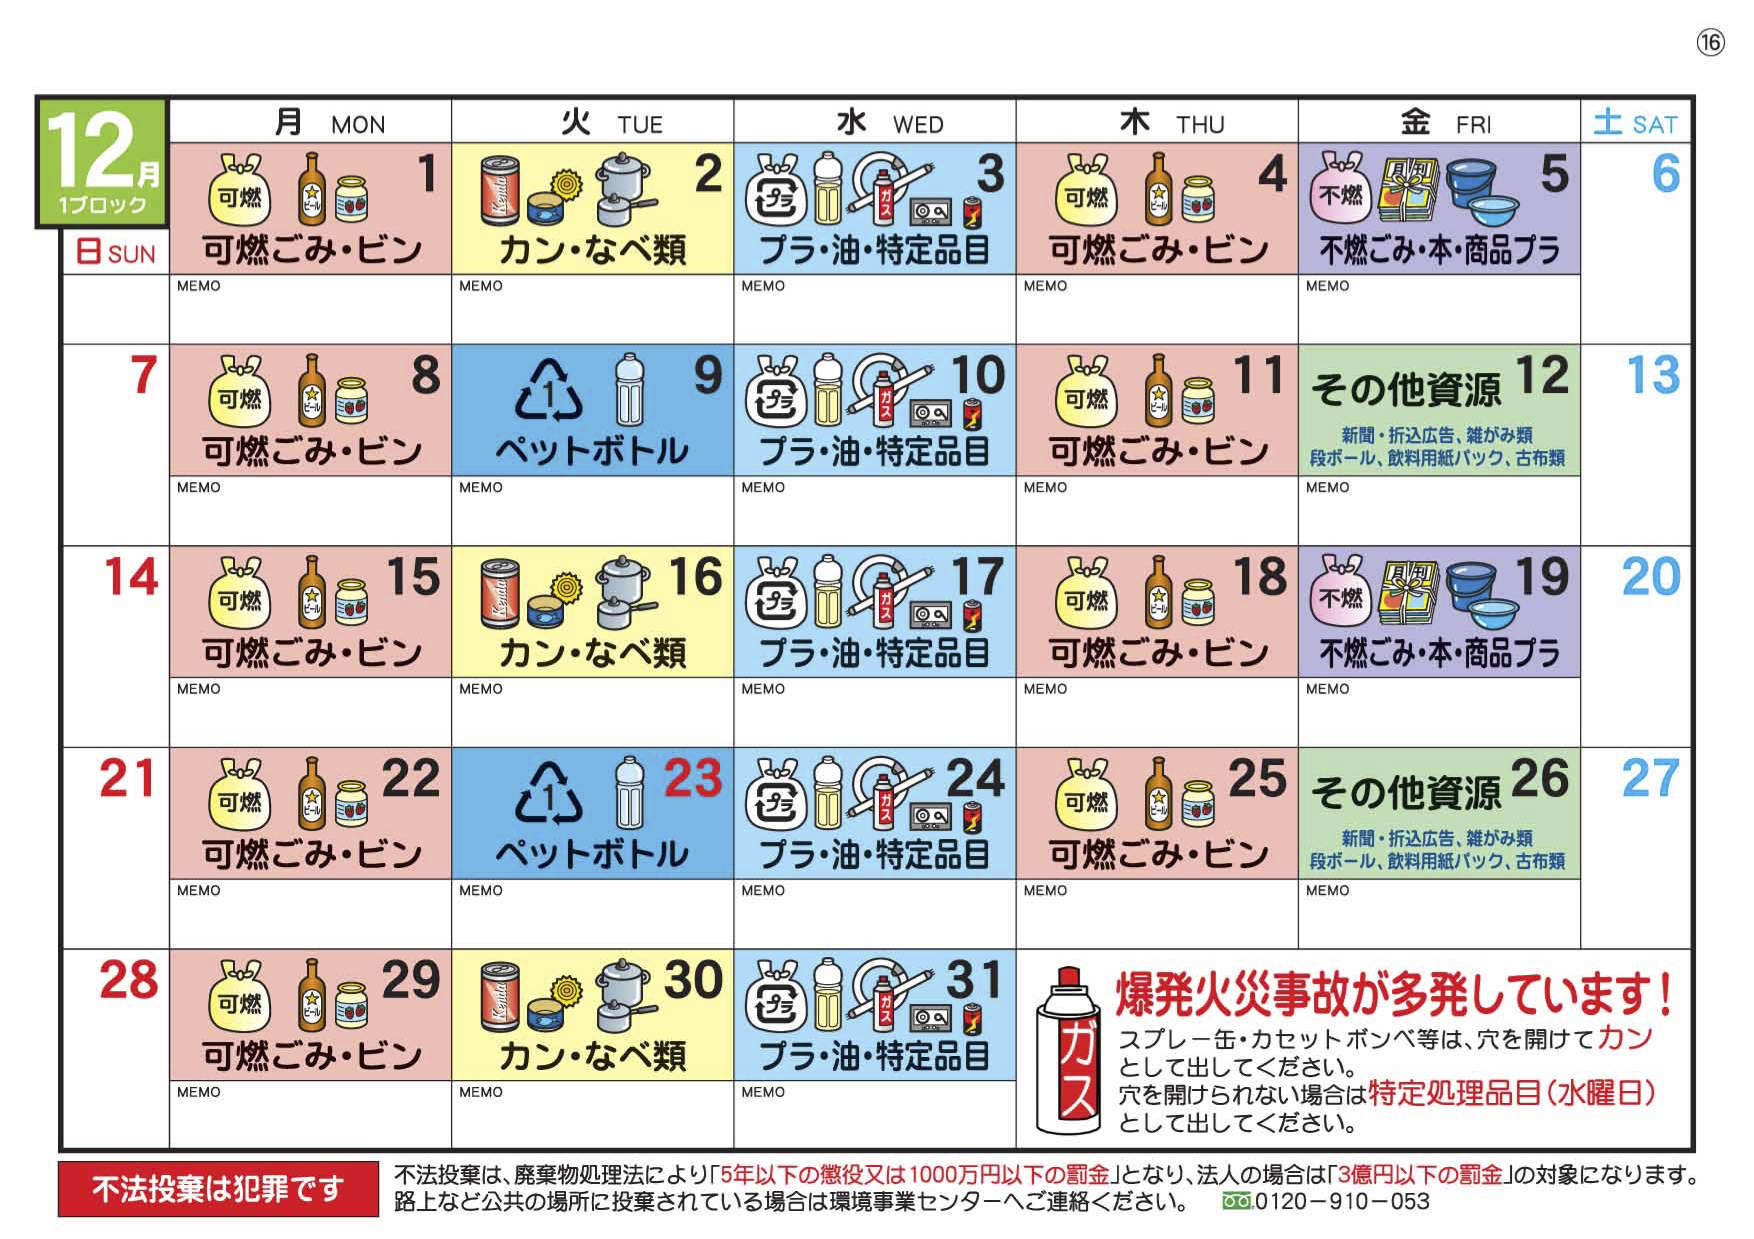 ⑯
12月
1ブロック
日 SUN
月 MON
火 TUE
水 WED
木 THU
金 FRI
土 SAT
可燃 ビール 1
可燃ごみ・ビン
MEMO
2
カン・なべ類
MEMO
プラ ガス 3
プラ・油・特定品目
MEMO
可燃 ビール 4
可燃ごみ・ビン
MEMO
不燃 月刊 5
不燃ごみ・本・商品プラ
MEMO
6
7
可燃 ビール 8
可燃ごみ・ビン
MEMO
1 9
ペットボトル
MEMO
プラ ガス 10
プラ・油・特定品目
MEMO
可燃 ビール 11
可燃ごみ・ビン
MEMO
その他資源 12
新聞・折込広告、雑がみ類
段ボール、飲料用紙パック、古布類
MEMO
13
14
可燃 ビール 15
可燃ごみ・ビン
MEMO
16
カン・なべ類
MEMO
プラ ガス 17
プラ・油・特定品目
MEMO
可燃 ビール 18
可燃ごみ・ビン
MEMO
不燃 月刊 19
不燃ごみ・本・商品プラ
MEMO
20
21
可燃 ビール 22
可燃ごみ・ビン
MEMO
1 23
ペットボトル
MEMO
プラ ガス 24
プラ・油・特定品目
MEMO
可燃 ビール 25
可燃ごみ・ビン
MEMO
その他資源 26
新聞・折込広告、雑がみ類
段ボール、飲料用紙パック、古布類
MEMO
27
28
可燃 ビール 29
可燃ごみ・ビン
MEMO
30
カン・なべ類
MEMO
プラ ガス 31
プラ・油・特定品目
MEMO
ガス
爆発火災事故が多発しています!
スプレー缶・カセットボンベ等は、穴を開けてカン
として出してください。
穴を開けられない場合は特定処理品目(水曜日)
として出してください。
不法投棄は犯罪です
不法投棄は、廃棄物処理法により「5年以下の懲役又は1000万円以下の罰金」となり、法人の場合は「3億円以下の罰金」の対象になります。
路上など公共の場所に投棄されている場合は環境事業センターへご連絡ください。 0120-910-053